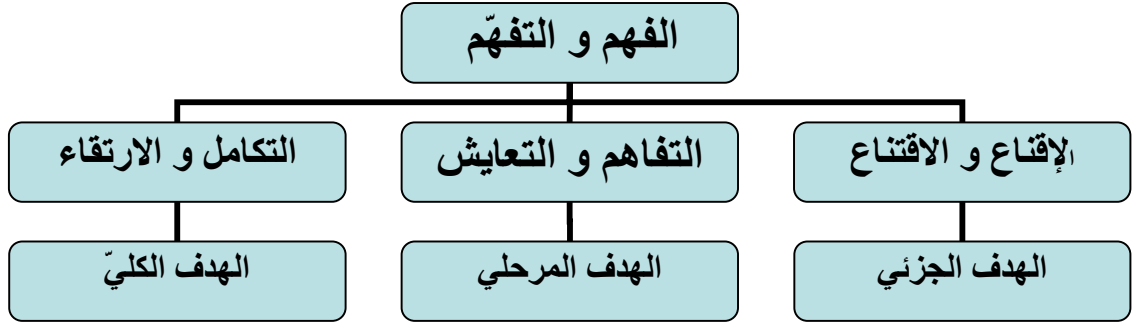 الفهم و التفهّم
الإقناع و الاقتناع
التفاهم و التعايش
التكامل و الارتقاء
الهدف الجزئي
الهدف المرحلي
الهدف الكليّ